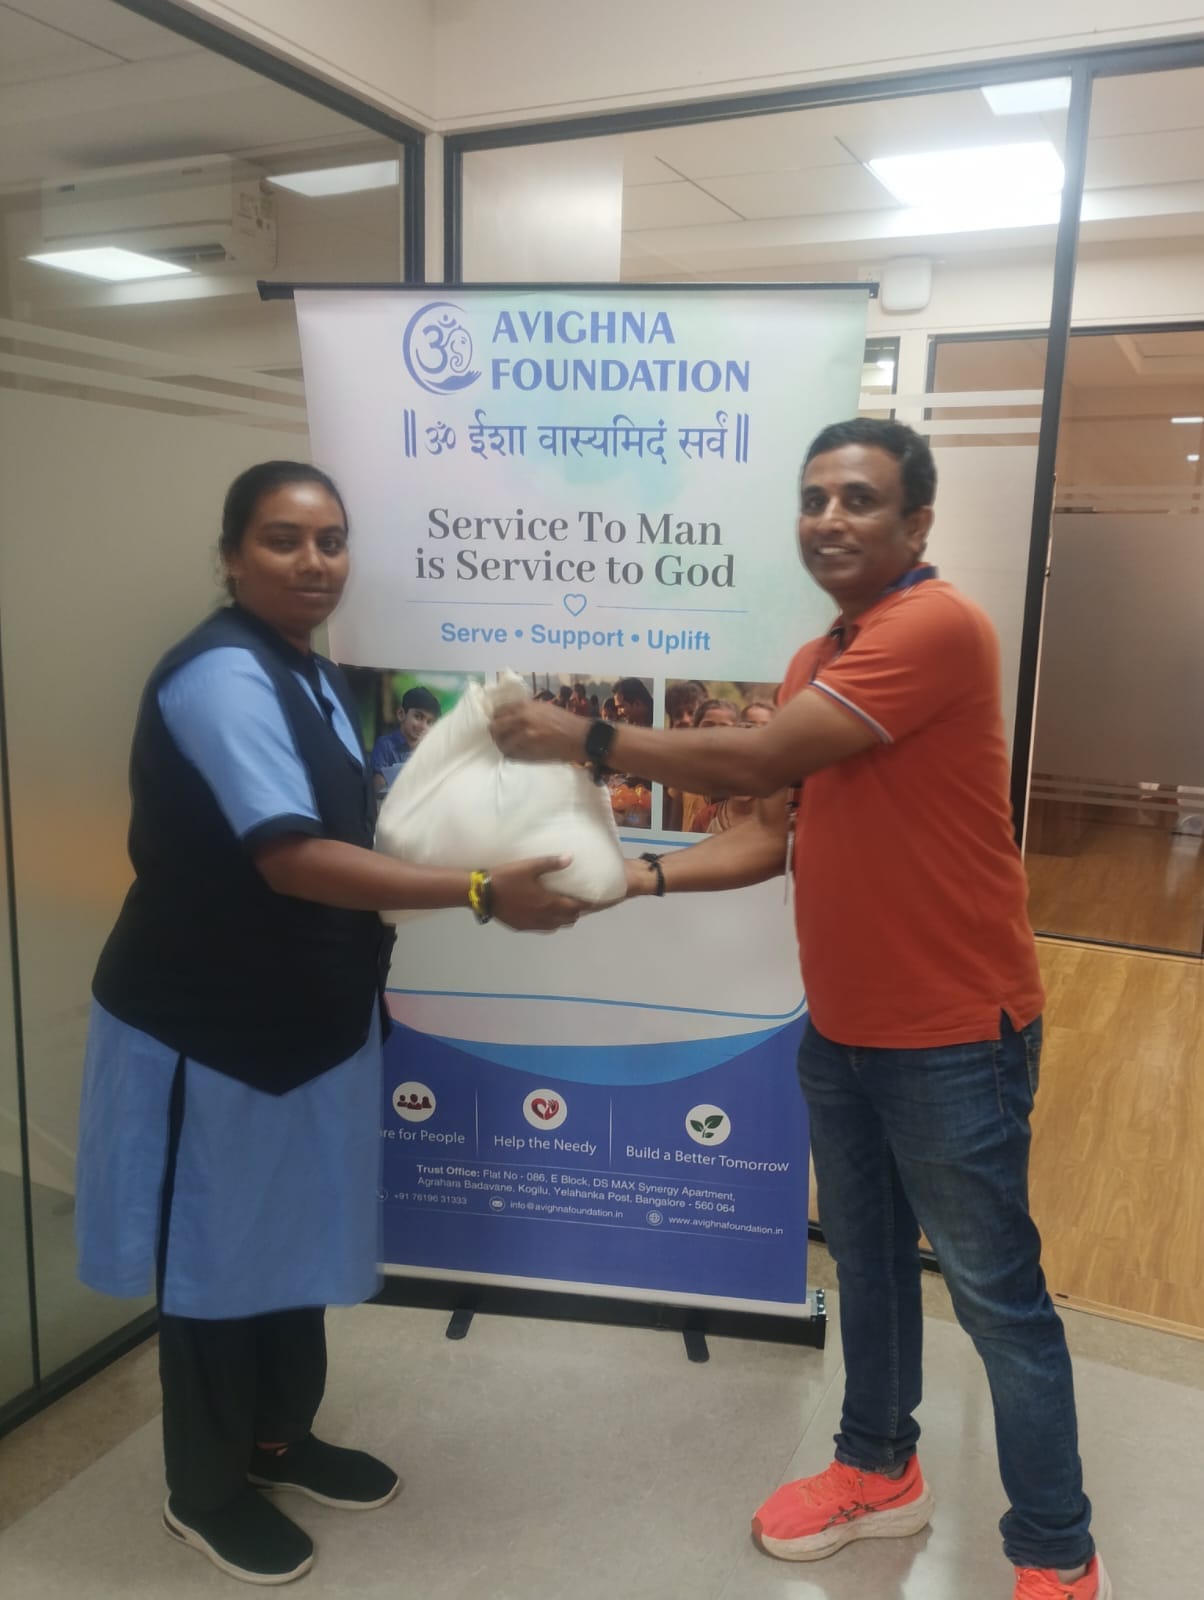 AVIGHNA
FOUNDATION
॥ ॐ ईशा वास्यमिदं सर्वं ॥
Service To Man
is Service to God
Serve • Support • Uplift
re for People
Help the Needy
Build a Better Tomorrow
Trust Office: Flat No - 086, E Block, DS MAX Synergy Apartment,
Agrahara Badavane, Kogilu, Yelahanka Post, Bangalore - 560 064
+91 76196 31333 info@avighnafoundation.in www.avighnafoundation.in